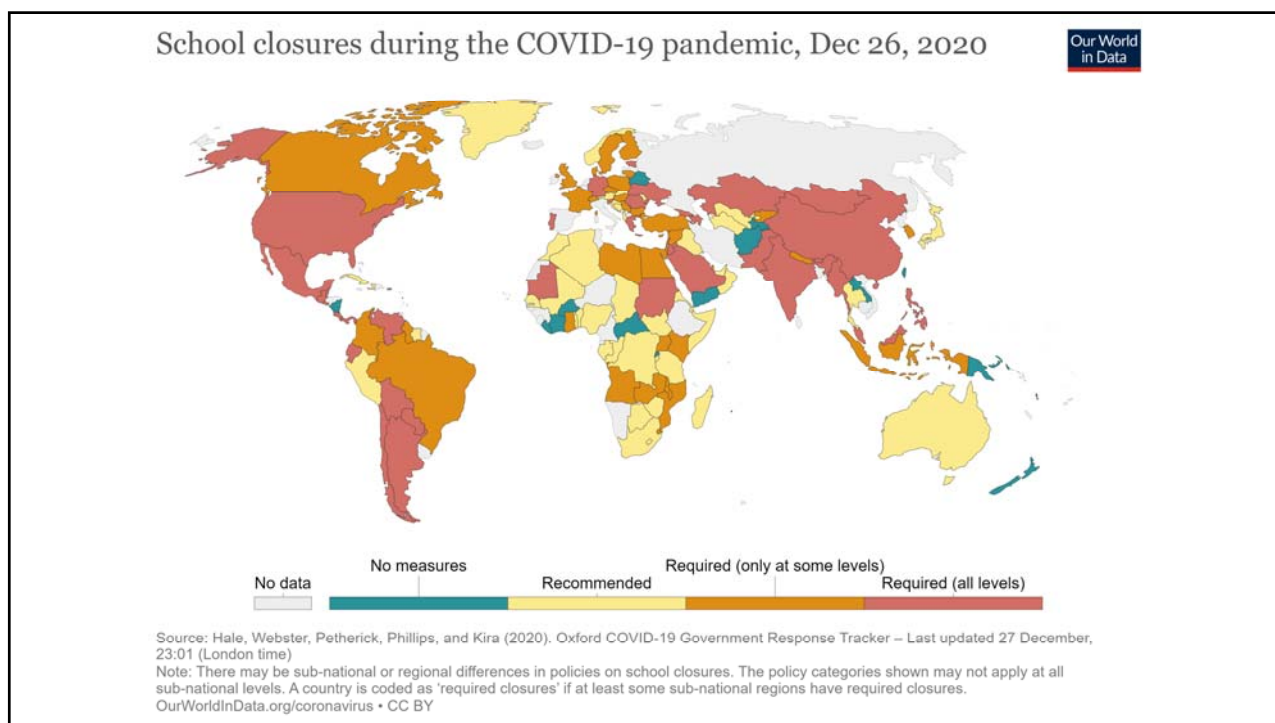 School closures during the COVID-19 pandemic, Dec 26, 2020
Our World
in Data
No data
No measures
Recommended
Required (only at some levels)
Required (all levels)
Source: Hale, Webster, Petherick, Phillips, and Kira (2020). Oxford COVID-19 Government Response Tracker – Last updated 27 December,
23:01 (London time)
Note: There may be sub-national or regional differences in policies on school closures. The policy categories shown may not apply at all
sub-national levels. A country is coded as 'required closures' if at least some sub-national regions have required closures.
OurWorldInData.org/coronavirus • CC BY